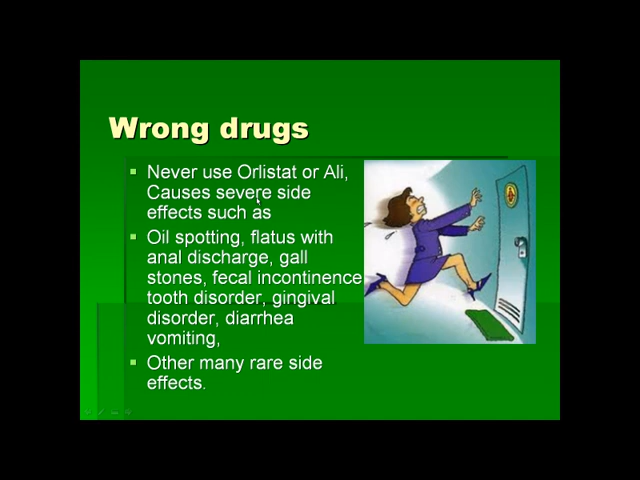 Wrong drugs
Never use Orlistat or Ali,
Causes severe side
effects such as
Oil spotting, flatus with
anal discharge, gall
stones, fecal incontinence
tooth disorder, gingival
disorder, diarrhea
vomiting,
Other many rare side
effects.